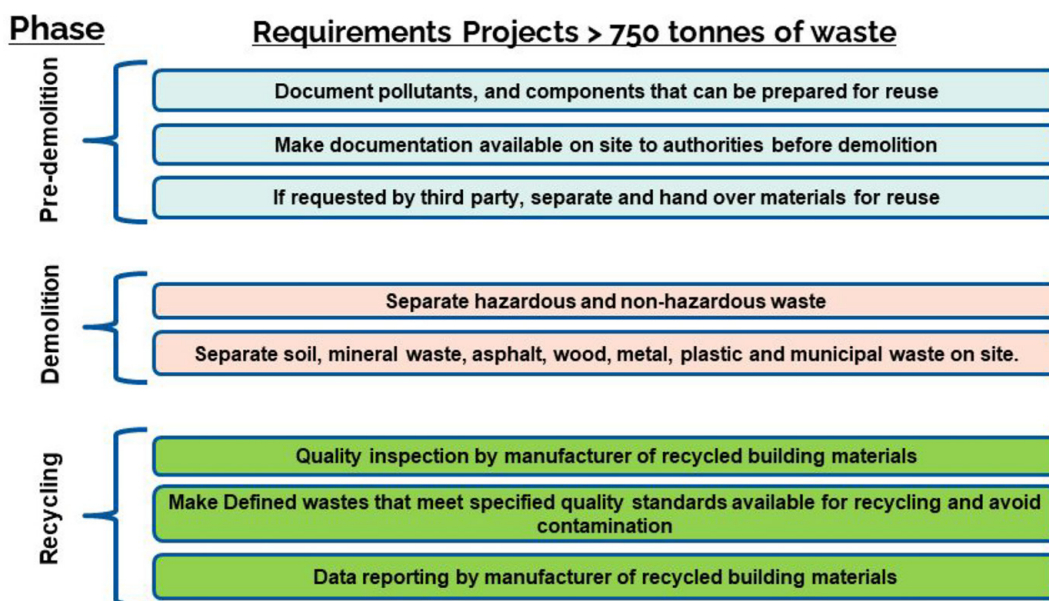 Phase
Requirements Projects > 750 tonnes of waste
Pre-demolition
Document pollutants, and components that can be prepared for reuse
Make documentation available on site to authorities before demolition
If requested by third party, separate and hand over materials for reuse
Demolition
Separate hazardous and non-hazardous waste
Separate soil, mineral waste, asphalt, wood, metal, plastic and municipal waste on site.
Recycling
Quality inspection by manufacturer of recycled building materials
Make Defined wastes that meet specified quality standards available for recycling and avoid
contamination
Data reporting by manufacturer of recycled building materials